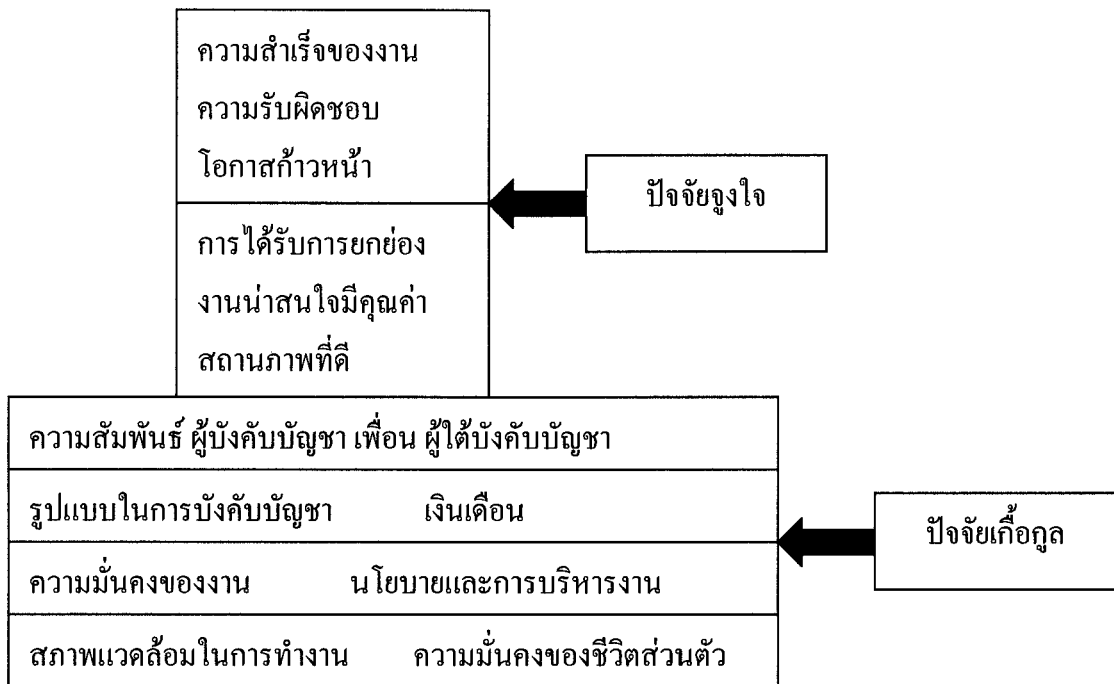 ความสำเร็จของงาน
ความรับผิดชอบ
โอกาสก้าวหน้า
ปัจจัยจูงใจ
การได้รับการยกย่อง
งานน่าสนใจมีคุณค่า
สถานภาพที่ดี
ความสัมพันธ์ ผู้บังคับบัญชา เพื่อน ผู้ใต้บังคับบัญชา
รูปแบบในการบังคับบัญชา เงินเดือน
ปัจจัยเกื้อกูล
ความมั่นคงของงาน นโยบายและการบริหารงาน
สภาพแวดล้อมในการทำงาน ความมั่นคงของชีวิตส่วนตัว